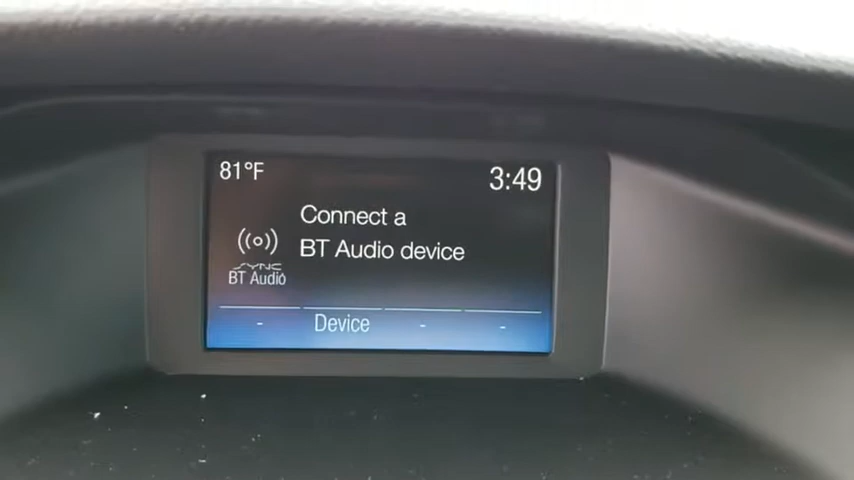 81°F
3:49
Connect a
BT Audio device
SYNC
BT Audio
- Device - -